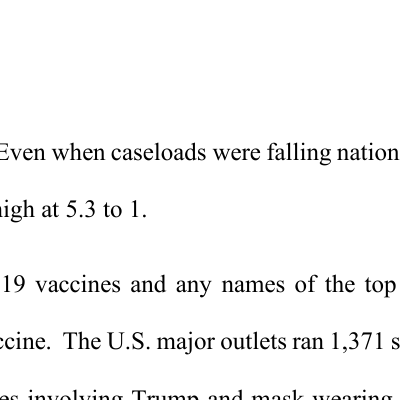 Even when caseloads were falling nation
high at 5.3 to 1.
19 vaccines and any names of the top
ccine. The U.S. major outlets ran 1,371 s
es involving Trump and mask wearing